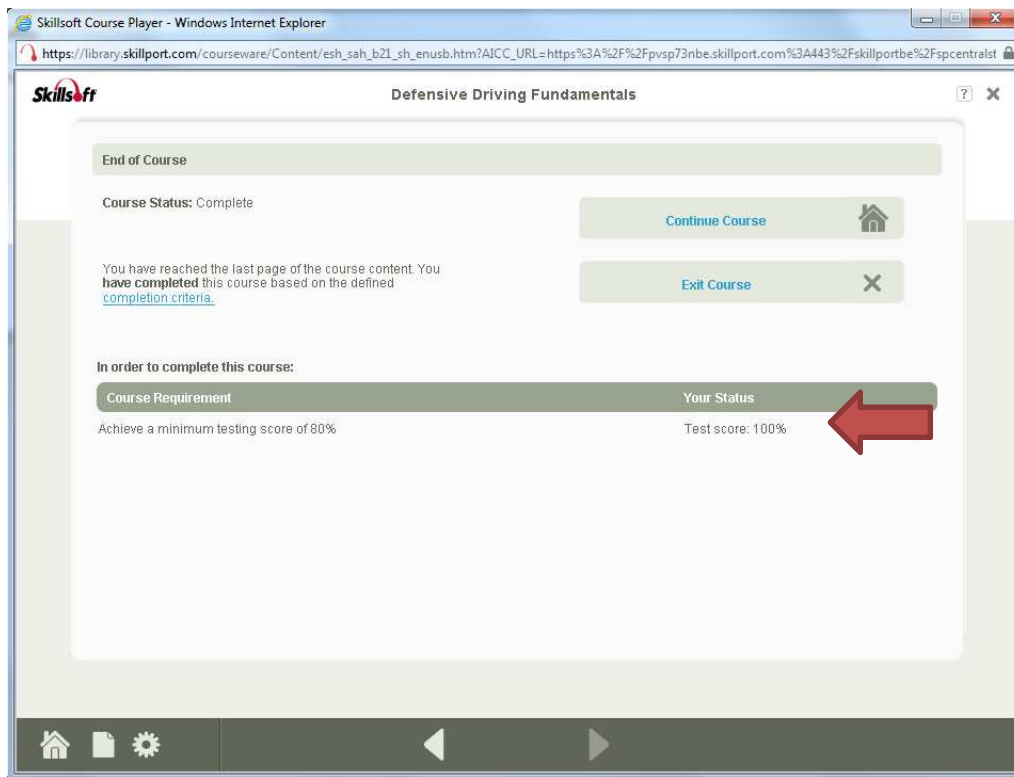 Skillsoft Course Player - Windows Internet Explorer
https://library.skillport.com/courseware/Content/esh_sah_b21_sh_enusb.htm?AICC_URL=https%3A%2F%2Fpvsp73nbe.skillport.com%3A443%2Fskillportbe%2Fspcentralst
Skillsoft
Defensive Driving Fundamentals
?
End of Course
Course Status: Complete
Continue Course
You have reached the last page of the course content. You
have completed this course based on the defined
completion criteria.
Exit Course
In order to complete this course:
Course Requirement Your Status
Achieve a minimum testing score of 80% Test score: 100%